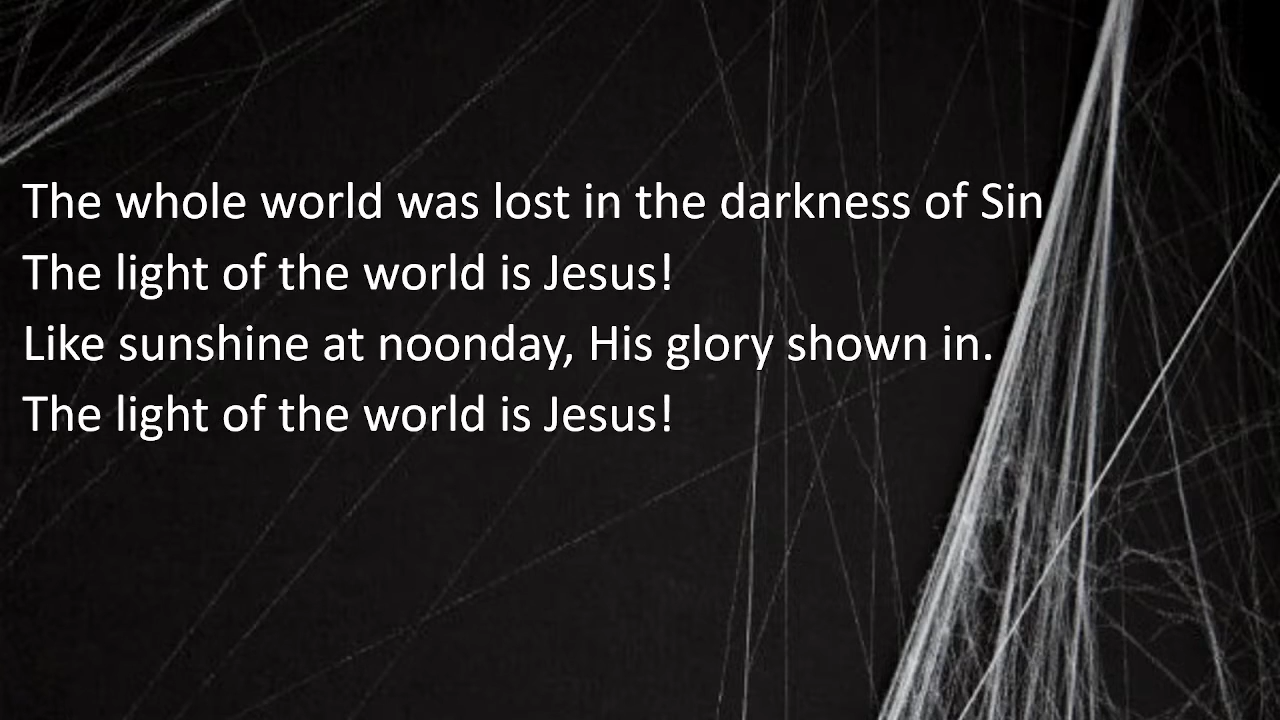 The whole world was lost in the darkness of Sin
The light of the world is Jesus!
Like sunshine at noonday, His glory shown in.
The light of the world is Jesus!